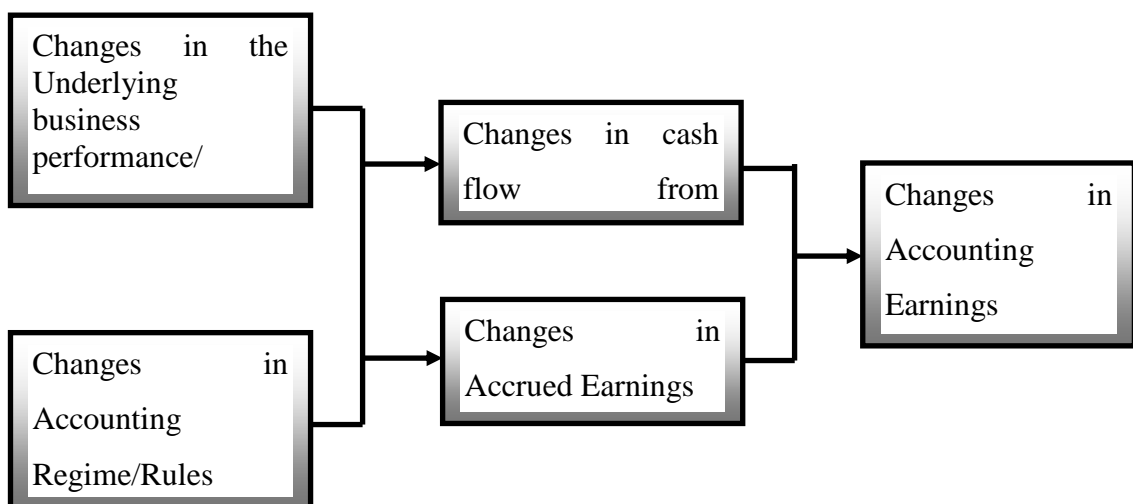 Changes in the
Underlying
business
performance/
Changes in cash
flow from
Changes in
Accounting
Earnings
Changes in
Accrued Earnings
Changes in
Accounting
Regime/Rules